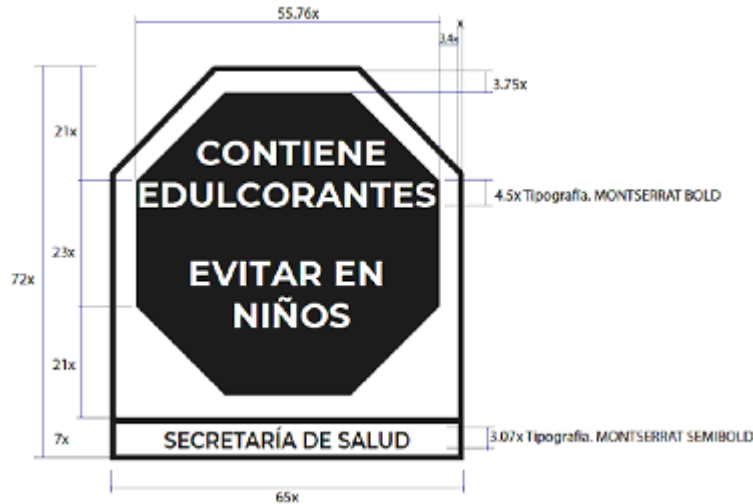 55.76x
x
3.4x
3.75x
21x
CONTIENE
EDULCORANTES
4.5x Tipografía. MONTSERRAT BOLD
23x
EVITAR EN
NIÑOS
72x
21x
7x
SECRETARÍA DE SALUD
3.07x Tipografía. MONTSERRAT SEMIBOLD
65x